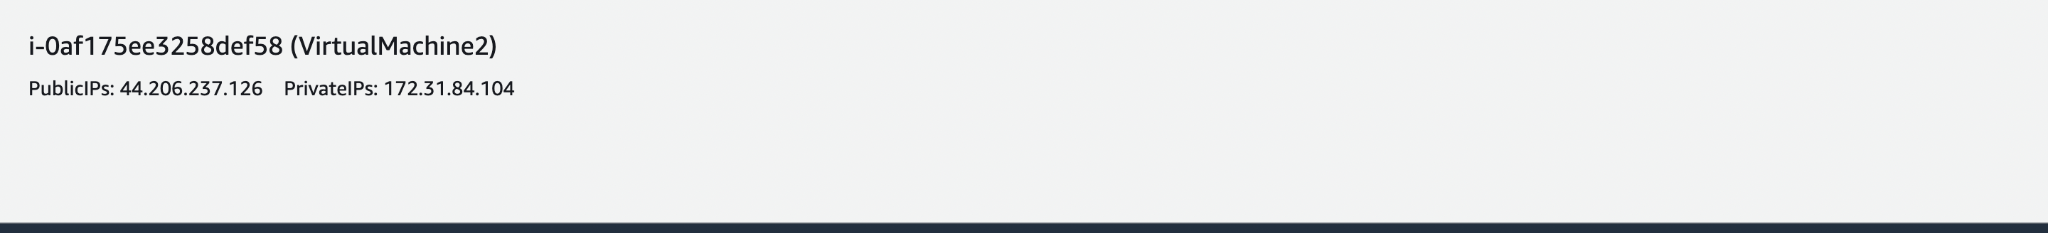 i-0af175ee3258def58 (VirtualMachine2)
PublicIPs: 44.206.237.126 PrivateIPs: 172.31.84.104